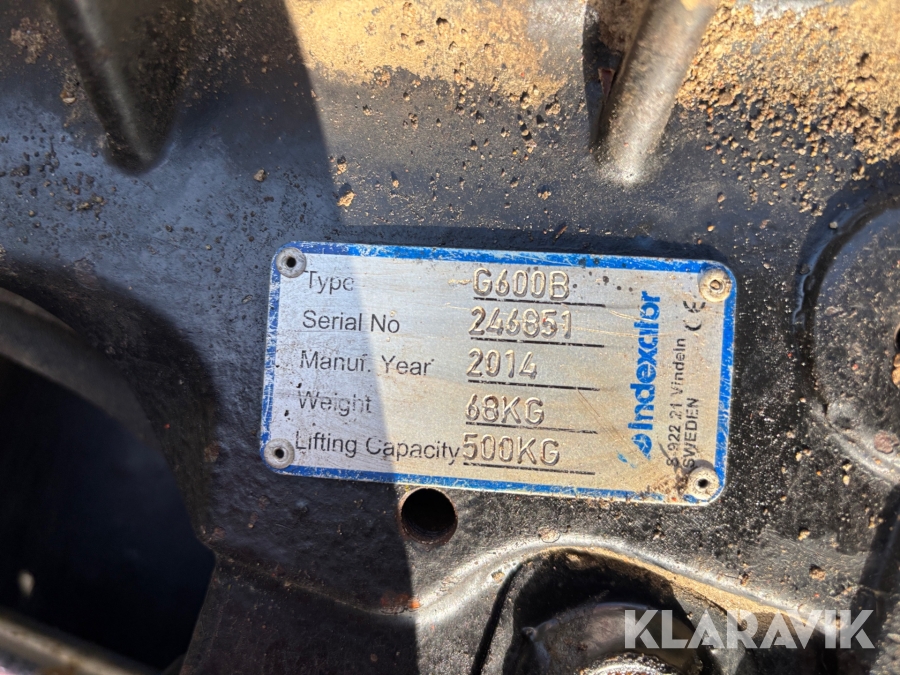 Type G600B
Serial No 246851
Manuf. Year 2014
Weight 68KG
Lifting Capacity 500KG
indexator
S-922 21 Vindeln CE
SWEDEN
KLARAVIK